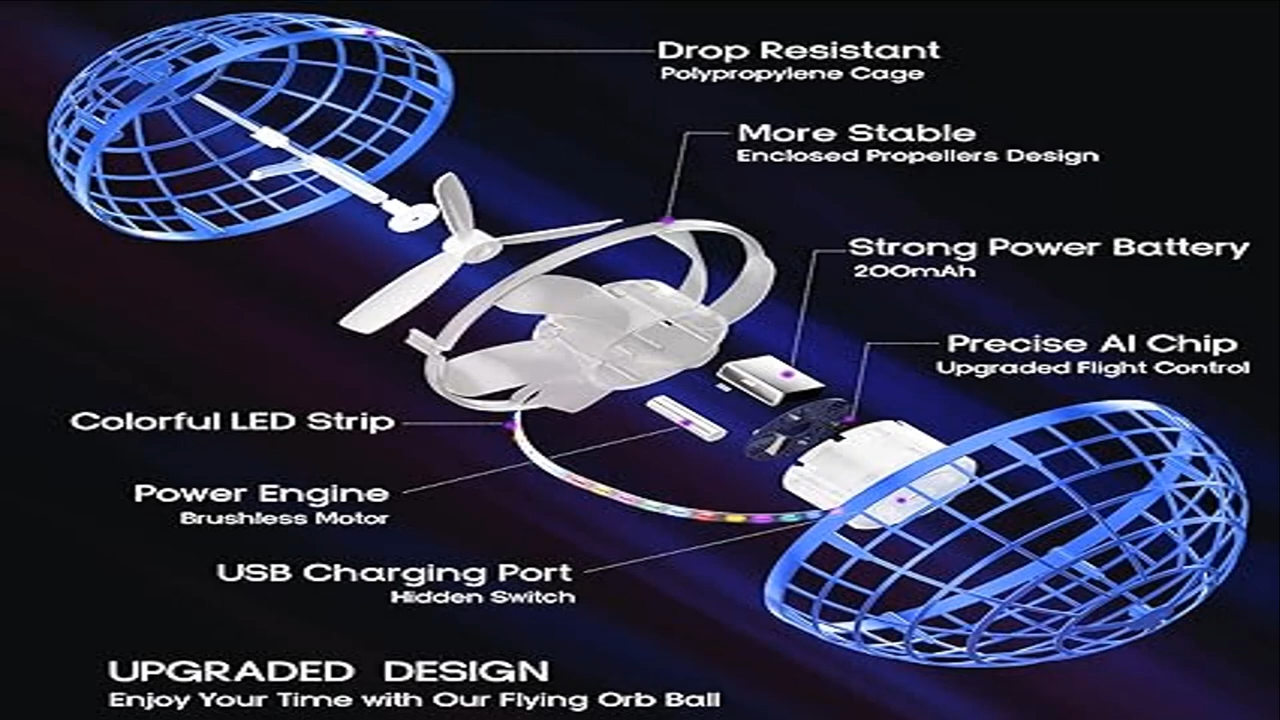 Drop Resistant
Polypropylene Cage
More Stable
Enclosed Propellers Design
Strong Power Battery
200mAh
Precise AI Chip
Upgraded Flight Control
Colorful LED Strip
Power Engine
Brushless Motor
USB Charging Port
Hidden Switch
UPGRADED DESIGN
Enjoy Your Time with Our Flying Orb Ball